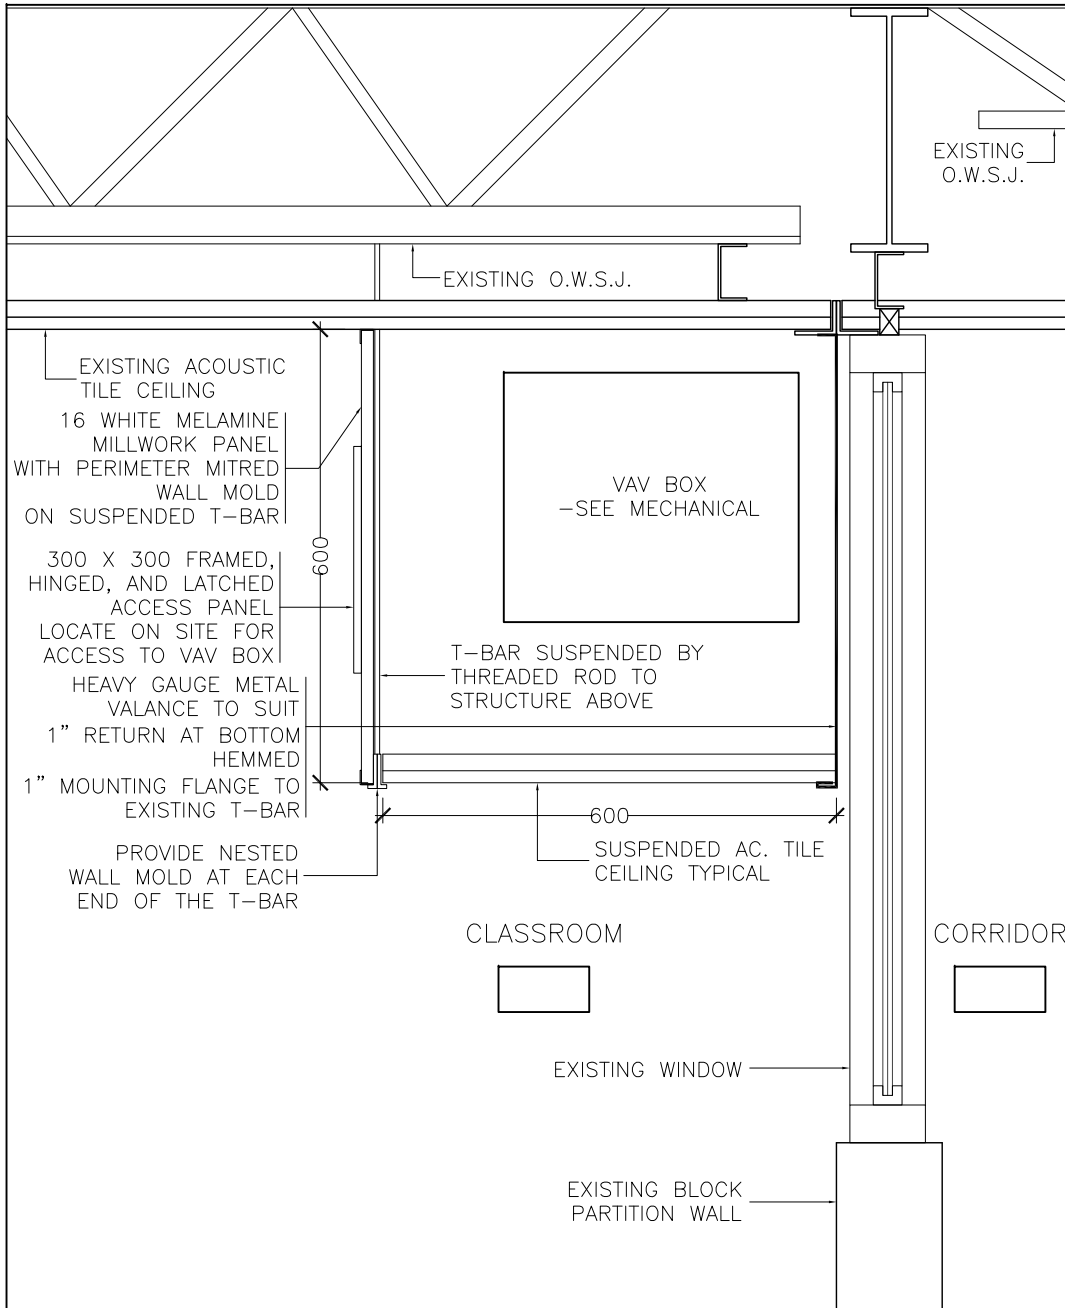 EXISTING
O.W.S.J.
EXISTING O.W.S.J.
EXISTING ACOUSTIC
TILE CEILING
16 WHITE MELAMINE
MILLWORK PANEL
WITH PERIMETER MITRED
WALL MOLD
ON SUSPENDED T-BAR
VAV BOX
-SEE MECHANICAL
600
300 X 300 FRAMED,
HINGED, AND LATCHED
ACCESS PANEL
LOCATE ON SITE FOR
ACCESS TO VAV BOX
T-BAR SUSPENDED BY
THREADED ROD TO
STRUCTURE ABOVE
HEAVY GAUGE METAL
VALANCE TO SUIT
1" RETURN AT BOTTOM
HEMMED
1" MOUNTING FLANGE TO
EXISTING T-BAR
600
PROVIDE NESTED
WALL MOLD AT EACH
END OF THE T-BAR
SUSPENDED AC. TILE
CEILING TYPICAL
CLASSROOM
CORRIDOR
EXISTING WINDOW
EXISTING BLOCK
PARTITION WALL